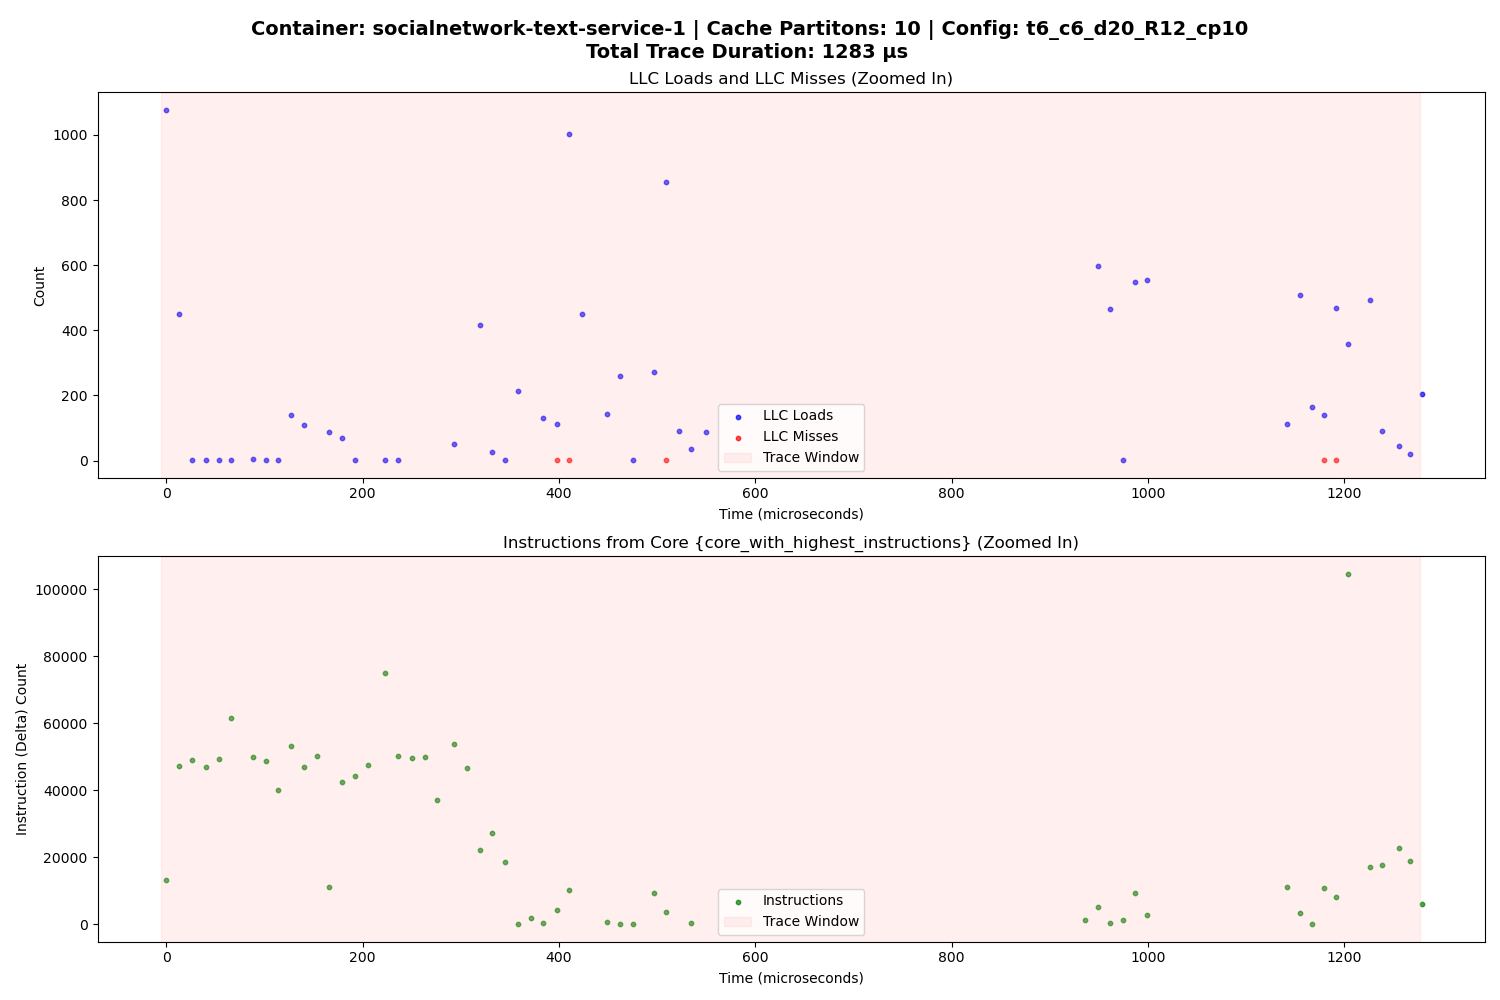 Container: socialnetwork-text-service-1 | Cache Partitons: 10 | Config: t6_c6_d20_R12_cp10
Total Trace Duration: 1283 µs
LLC Loads and LLC Misses (Zoomed In)
Count
1000
800
600
400
200
0
LLC Loads
LLC Misses
Trace Window
0 200 400 600 800 1000 1200
Time (microseconds)
Instructions from Core {core_with_highest_instructions} (Zoomed In)
Instruction (Delta) Count
100000
80000
60000
40000
20000
0
Instructions
Trace Window
0 200 400 600 800 1000 1200
Time (microseconds)